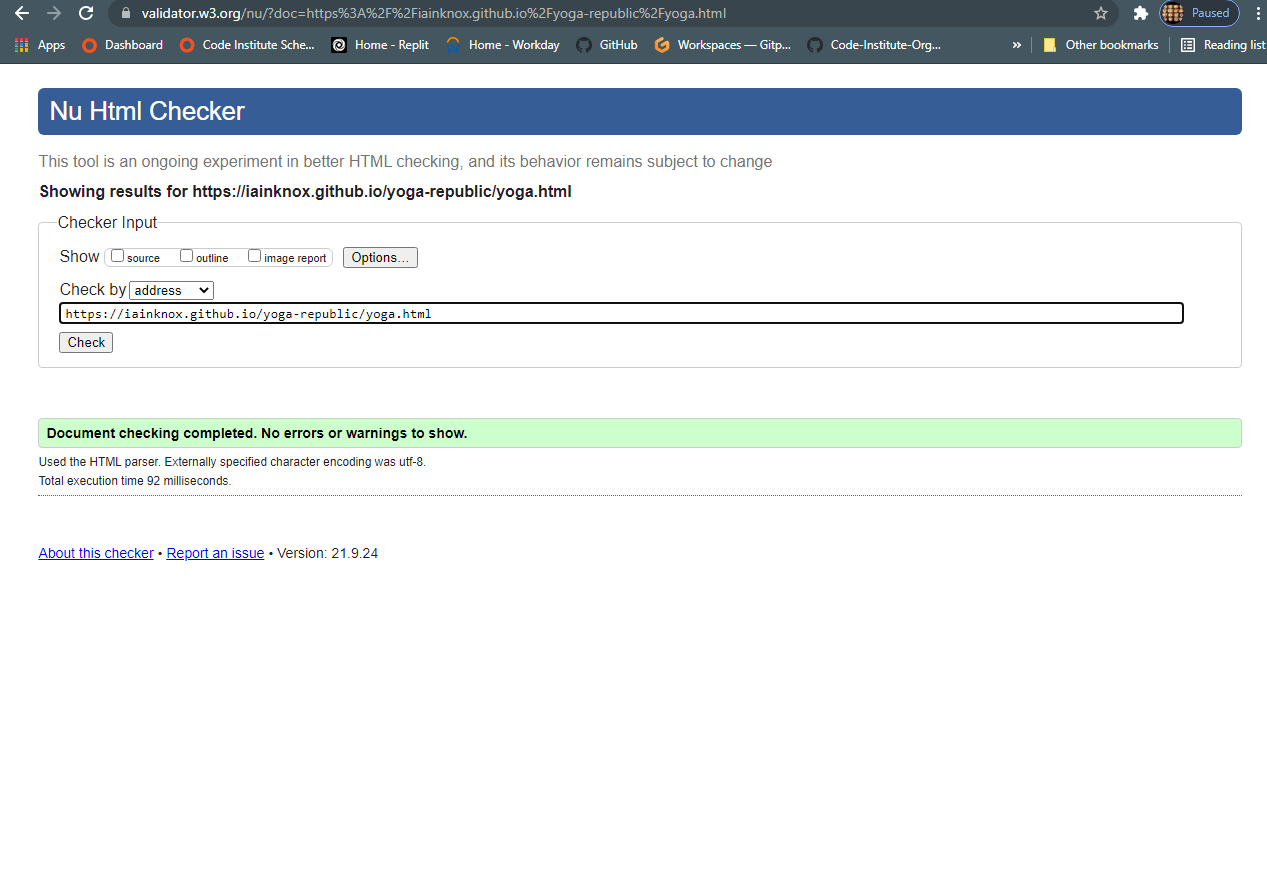 validator.w3.org/nu/?doc=https%3A%2F%2Fiainknox.github.io%2Fyoga-republic%2Fyoga.html Paused
Apps Dashboard Code Institute Sche... Home - Replit Home - Workday GitHub Workspaces — Gitp... Code-Institute-Org... » Other bookmarks Reading list
Nu Html Checker
This tool is an ongoing experiment in better HTML checking, and its behavior remains subject to change
Showing results for https://iainknox.github.io/yoga-republic/yoga.html
Checker Input
Show source outline image report Options...
Check by address
https://iainknox.github.io/yoga-republic/yoga.html
Check
Document checking completed. No errors or warnings to show.
Used the HTML parser. Externally specified character encoding was utf-8.
Total execution time 92 milliseconds.
About this checker • Report an issue • Version: 21.9.24